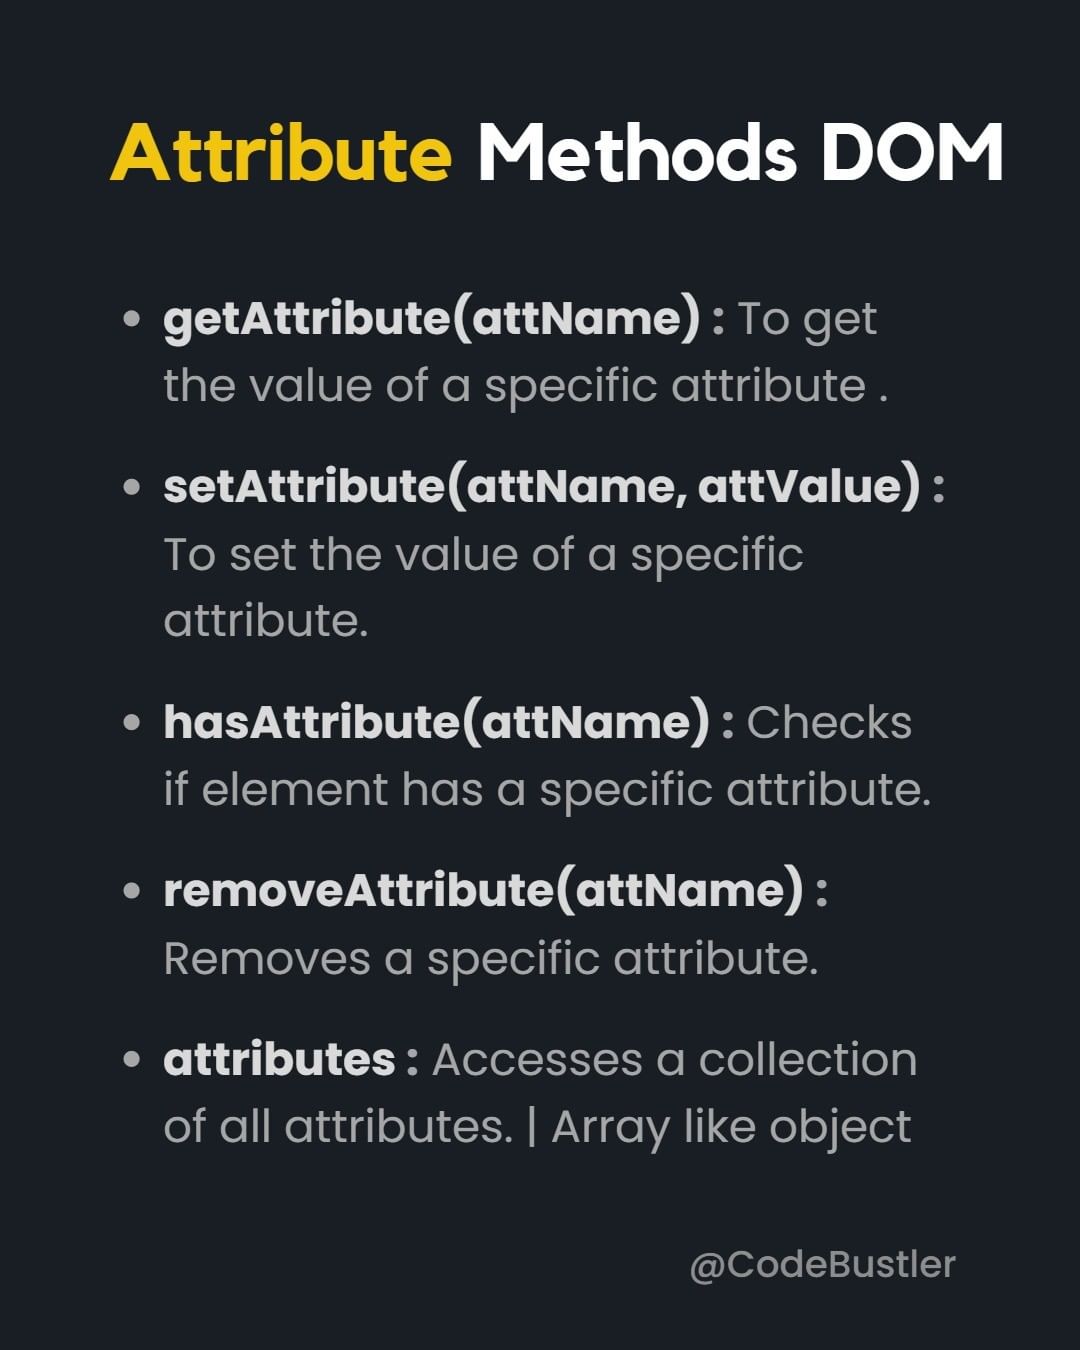 Attribute Methods DOM
• getAttribute(attName) : To get
the value of a specific attribute .
• setAttribute(attName, attValue) :
To set the value of a specific
attribute.
• hasAttribute(attName) : Checks
if element has a specific attribute.
• removeAttribute(attName) :
Removes a specific attribute.
• attributes : Accesses a collection
of all attributes. | Array like object
@CodeBustler